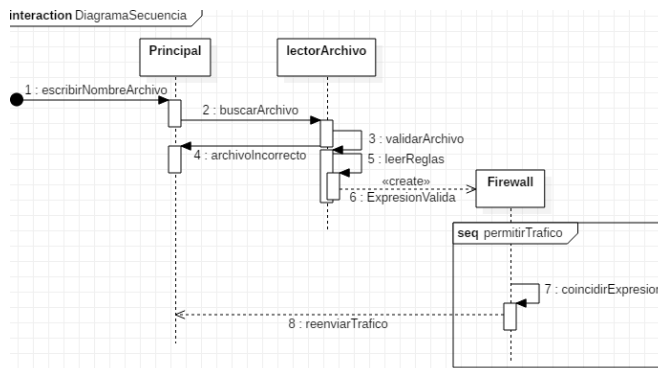 interaction DiagramaSecuencia
Principal
lectorArchivo
1 : escribirNombreArchivo
2 : buscarArchivo
3 : validarArchivo
4 : archivoIncorrecto
5 : leerReglas
«create»
6 : ExpresionValida
Firewall
seq permitirTrafico
7 : coincidirExpresion
8 : reenviarTrafico